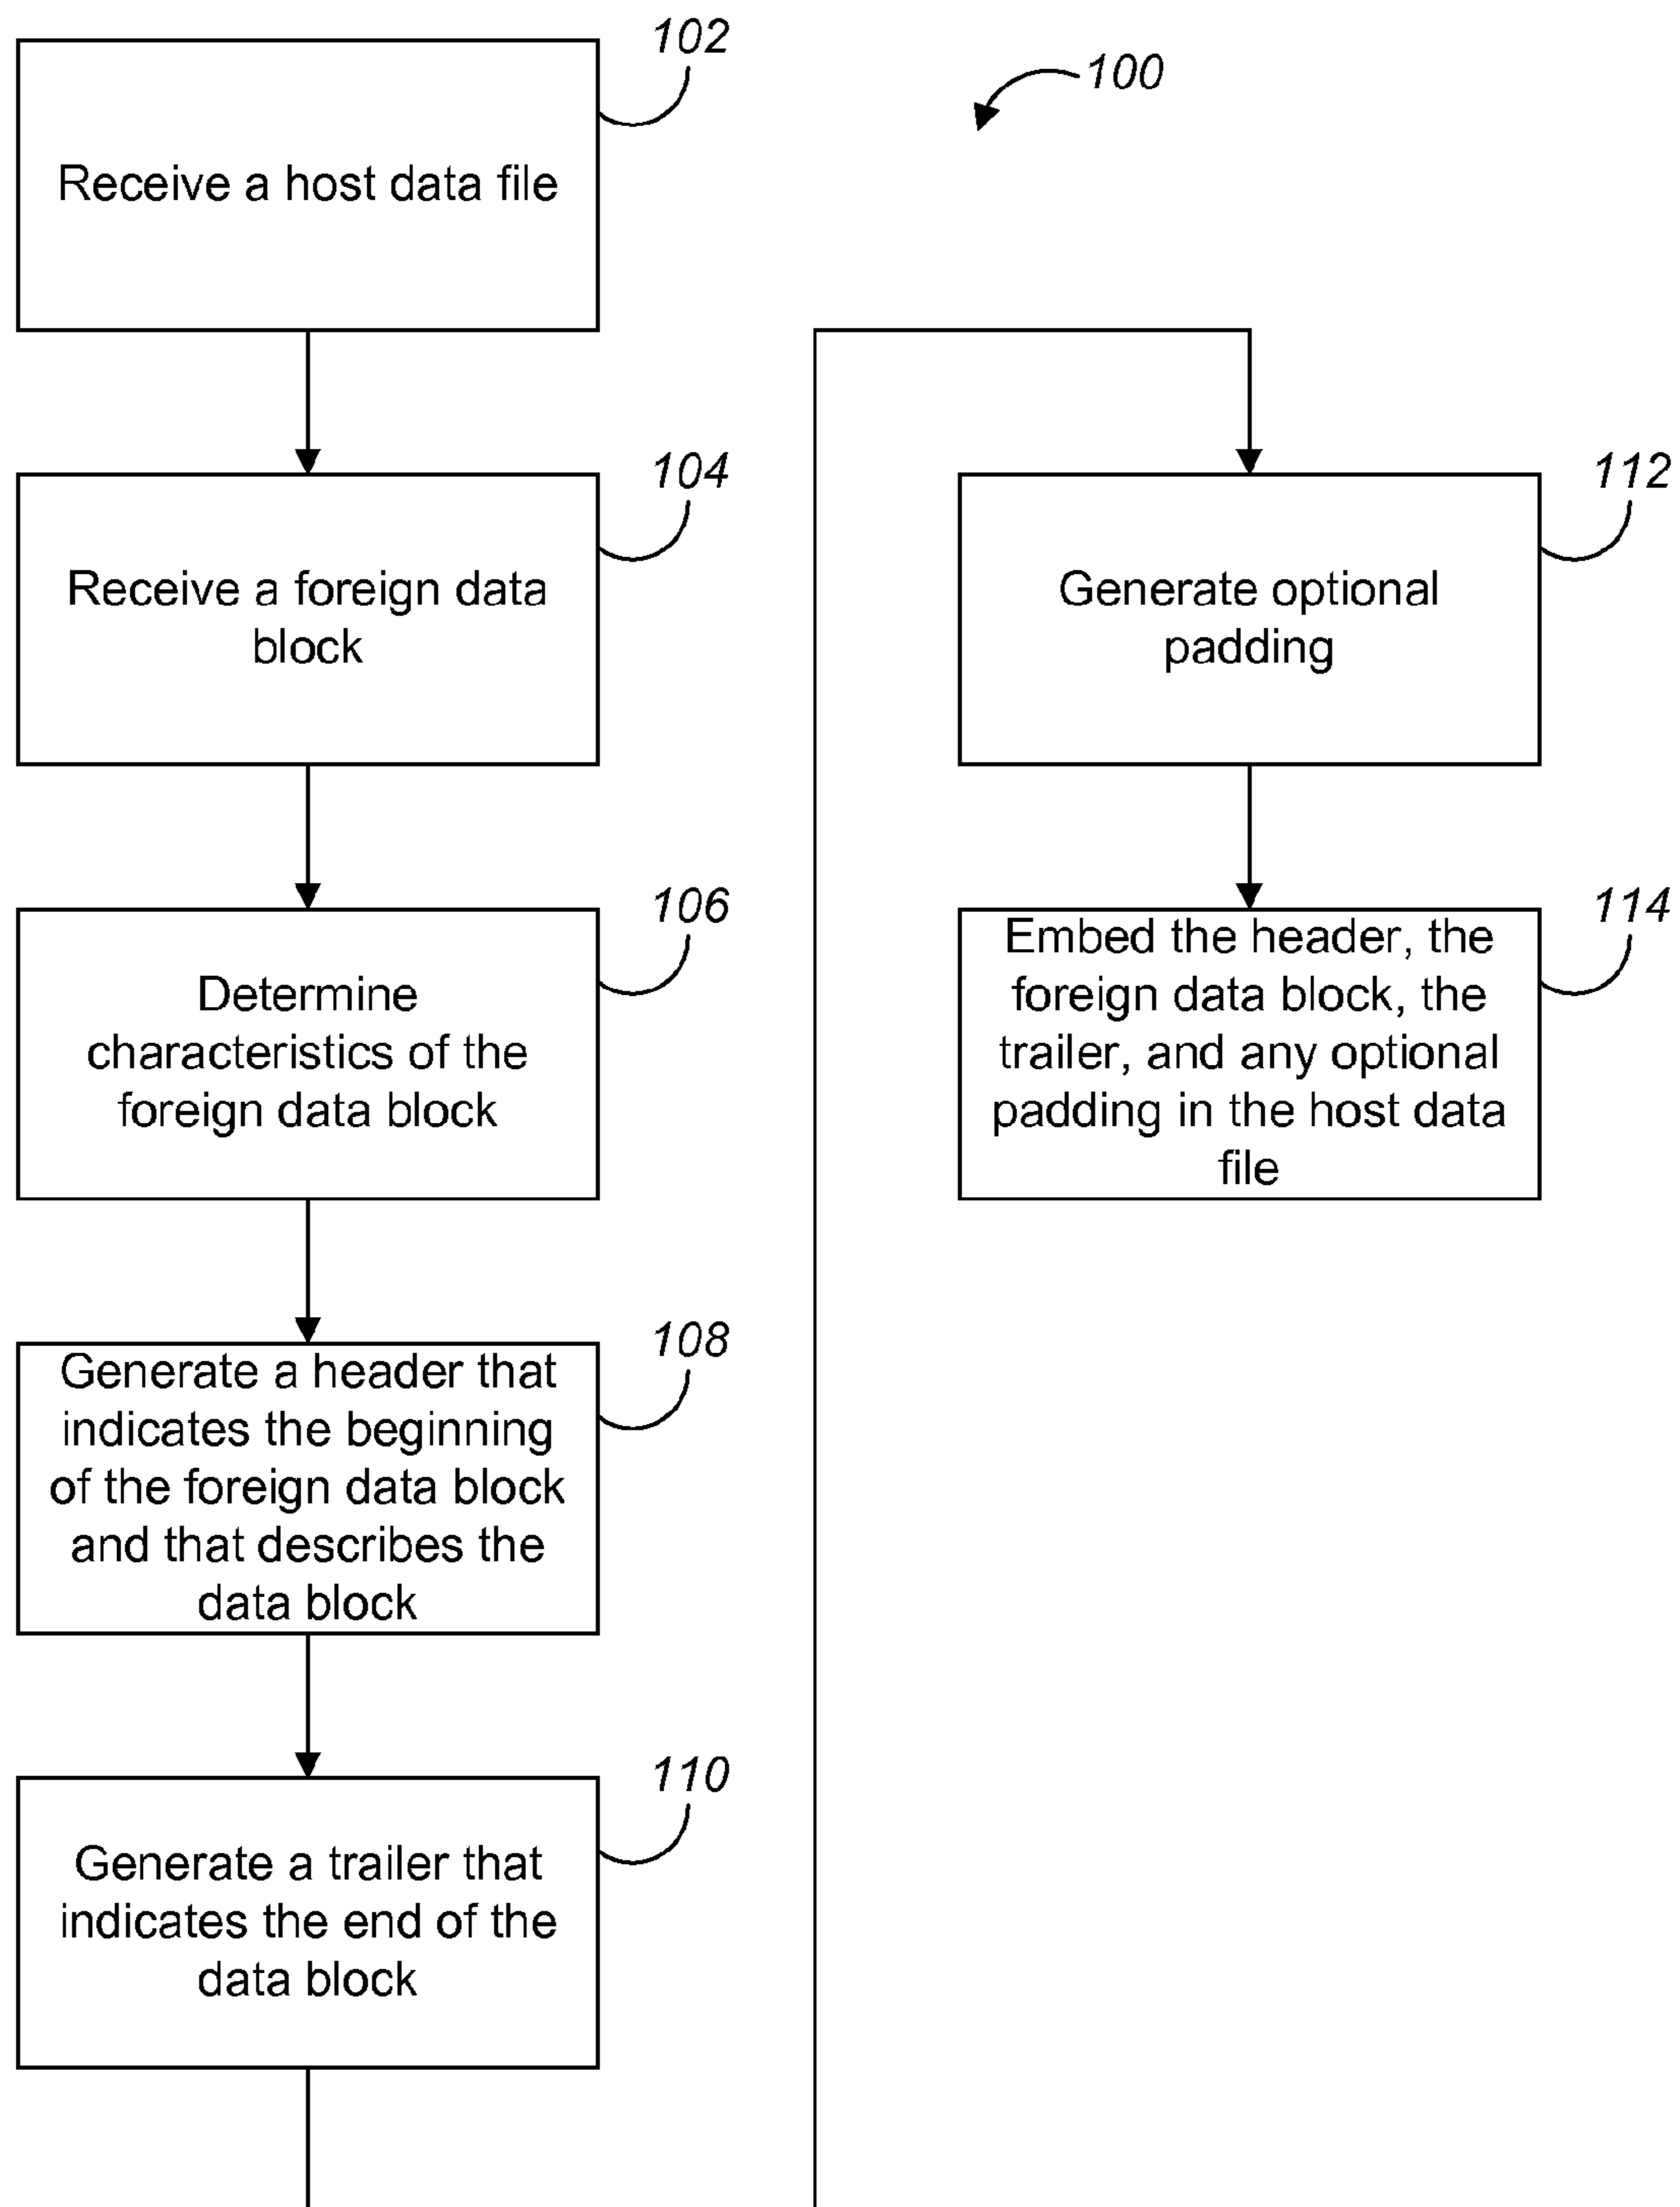 102
Receive a host data file
100
104
Receive a foreign data
block
106
Determine
characteristics of the
foreign data block
108
Generate a header that
indicates the beginning
of the foreign data block
and that describes the
data block
110
Generate a trailer that
indicates the end of the
data block
112
Generate optional
padding
114
Embed the header, the
foreign data block, the
trailer, and any optional
padding in the host data
file